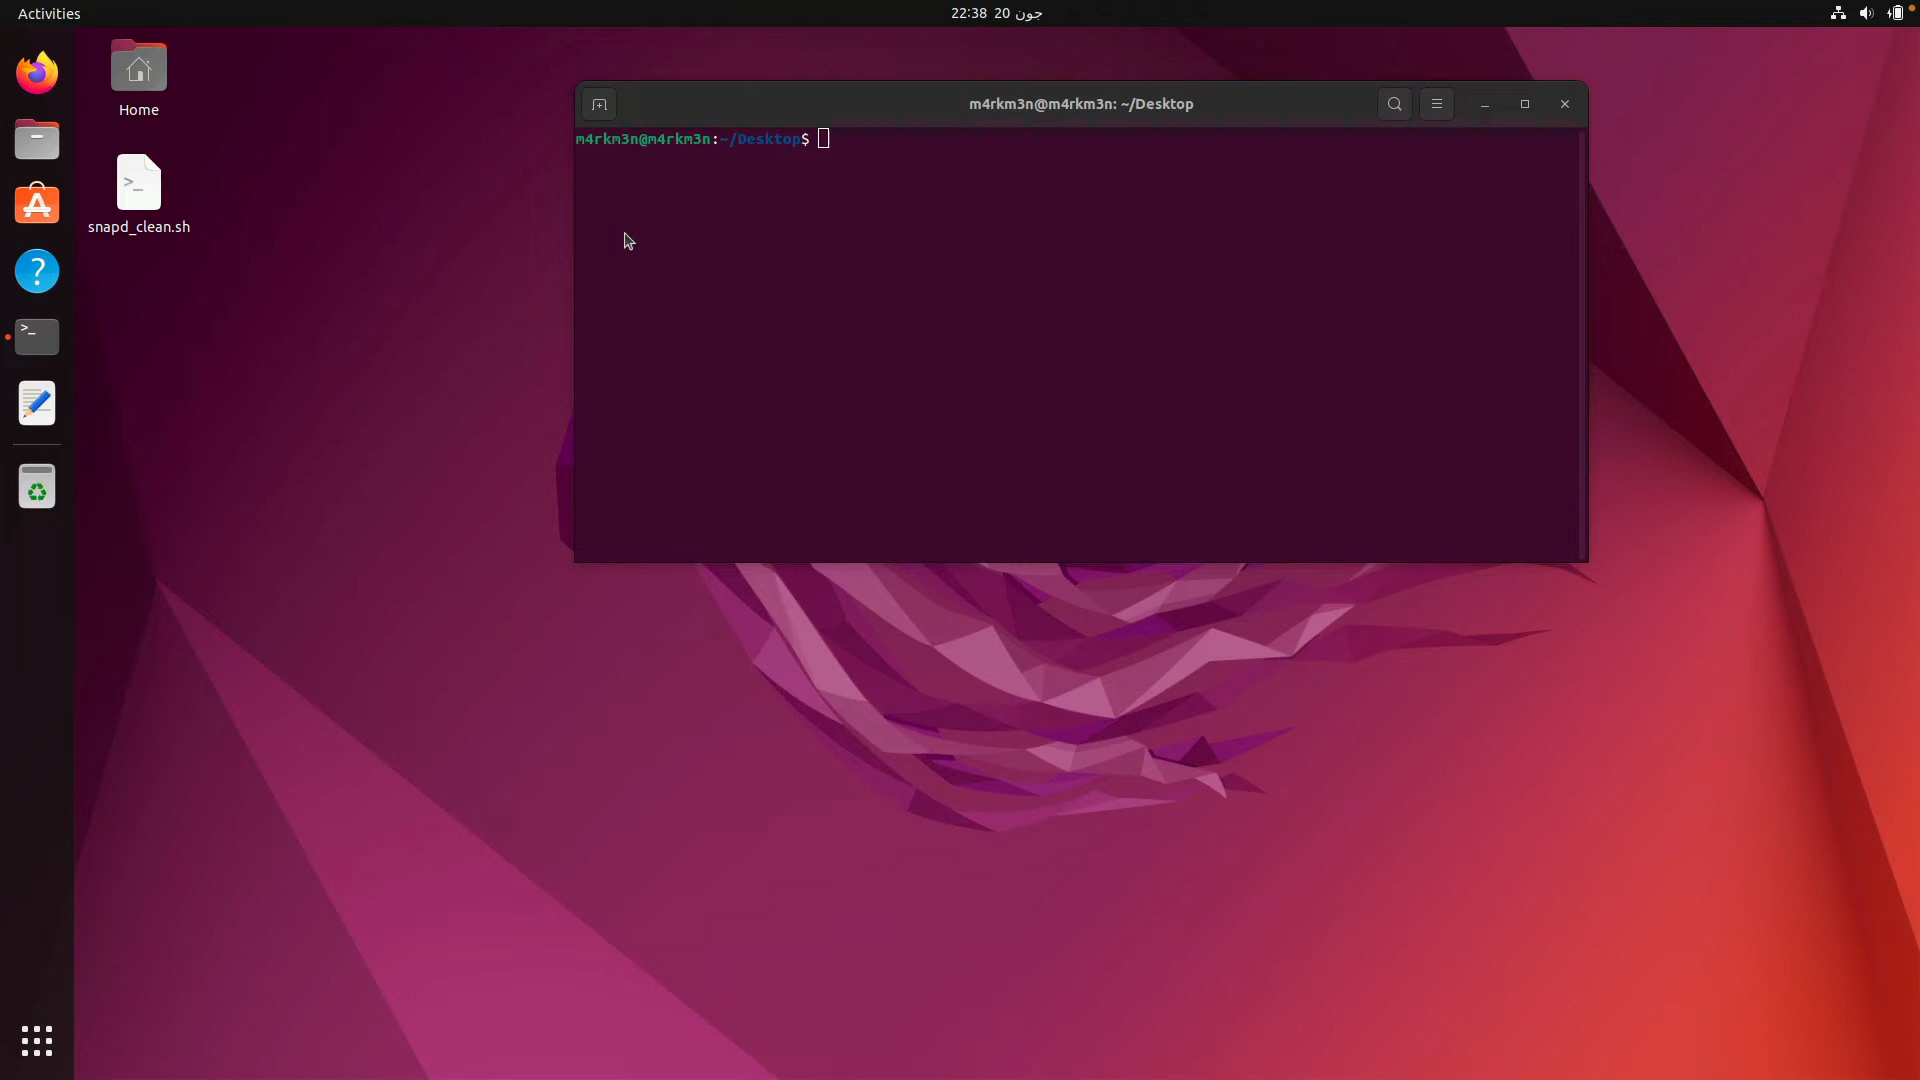 Activities
22:38 20 جون
Home
snapd_clean.sh
m4rkm3n@m4rkm3n: ~/Desktop
m4rkm3n@m4rkm3n:~/Desktop$